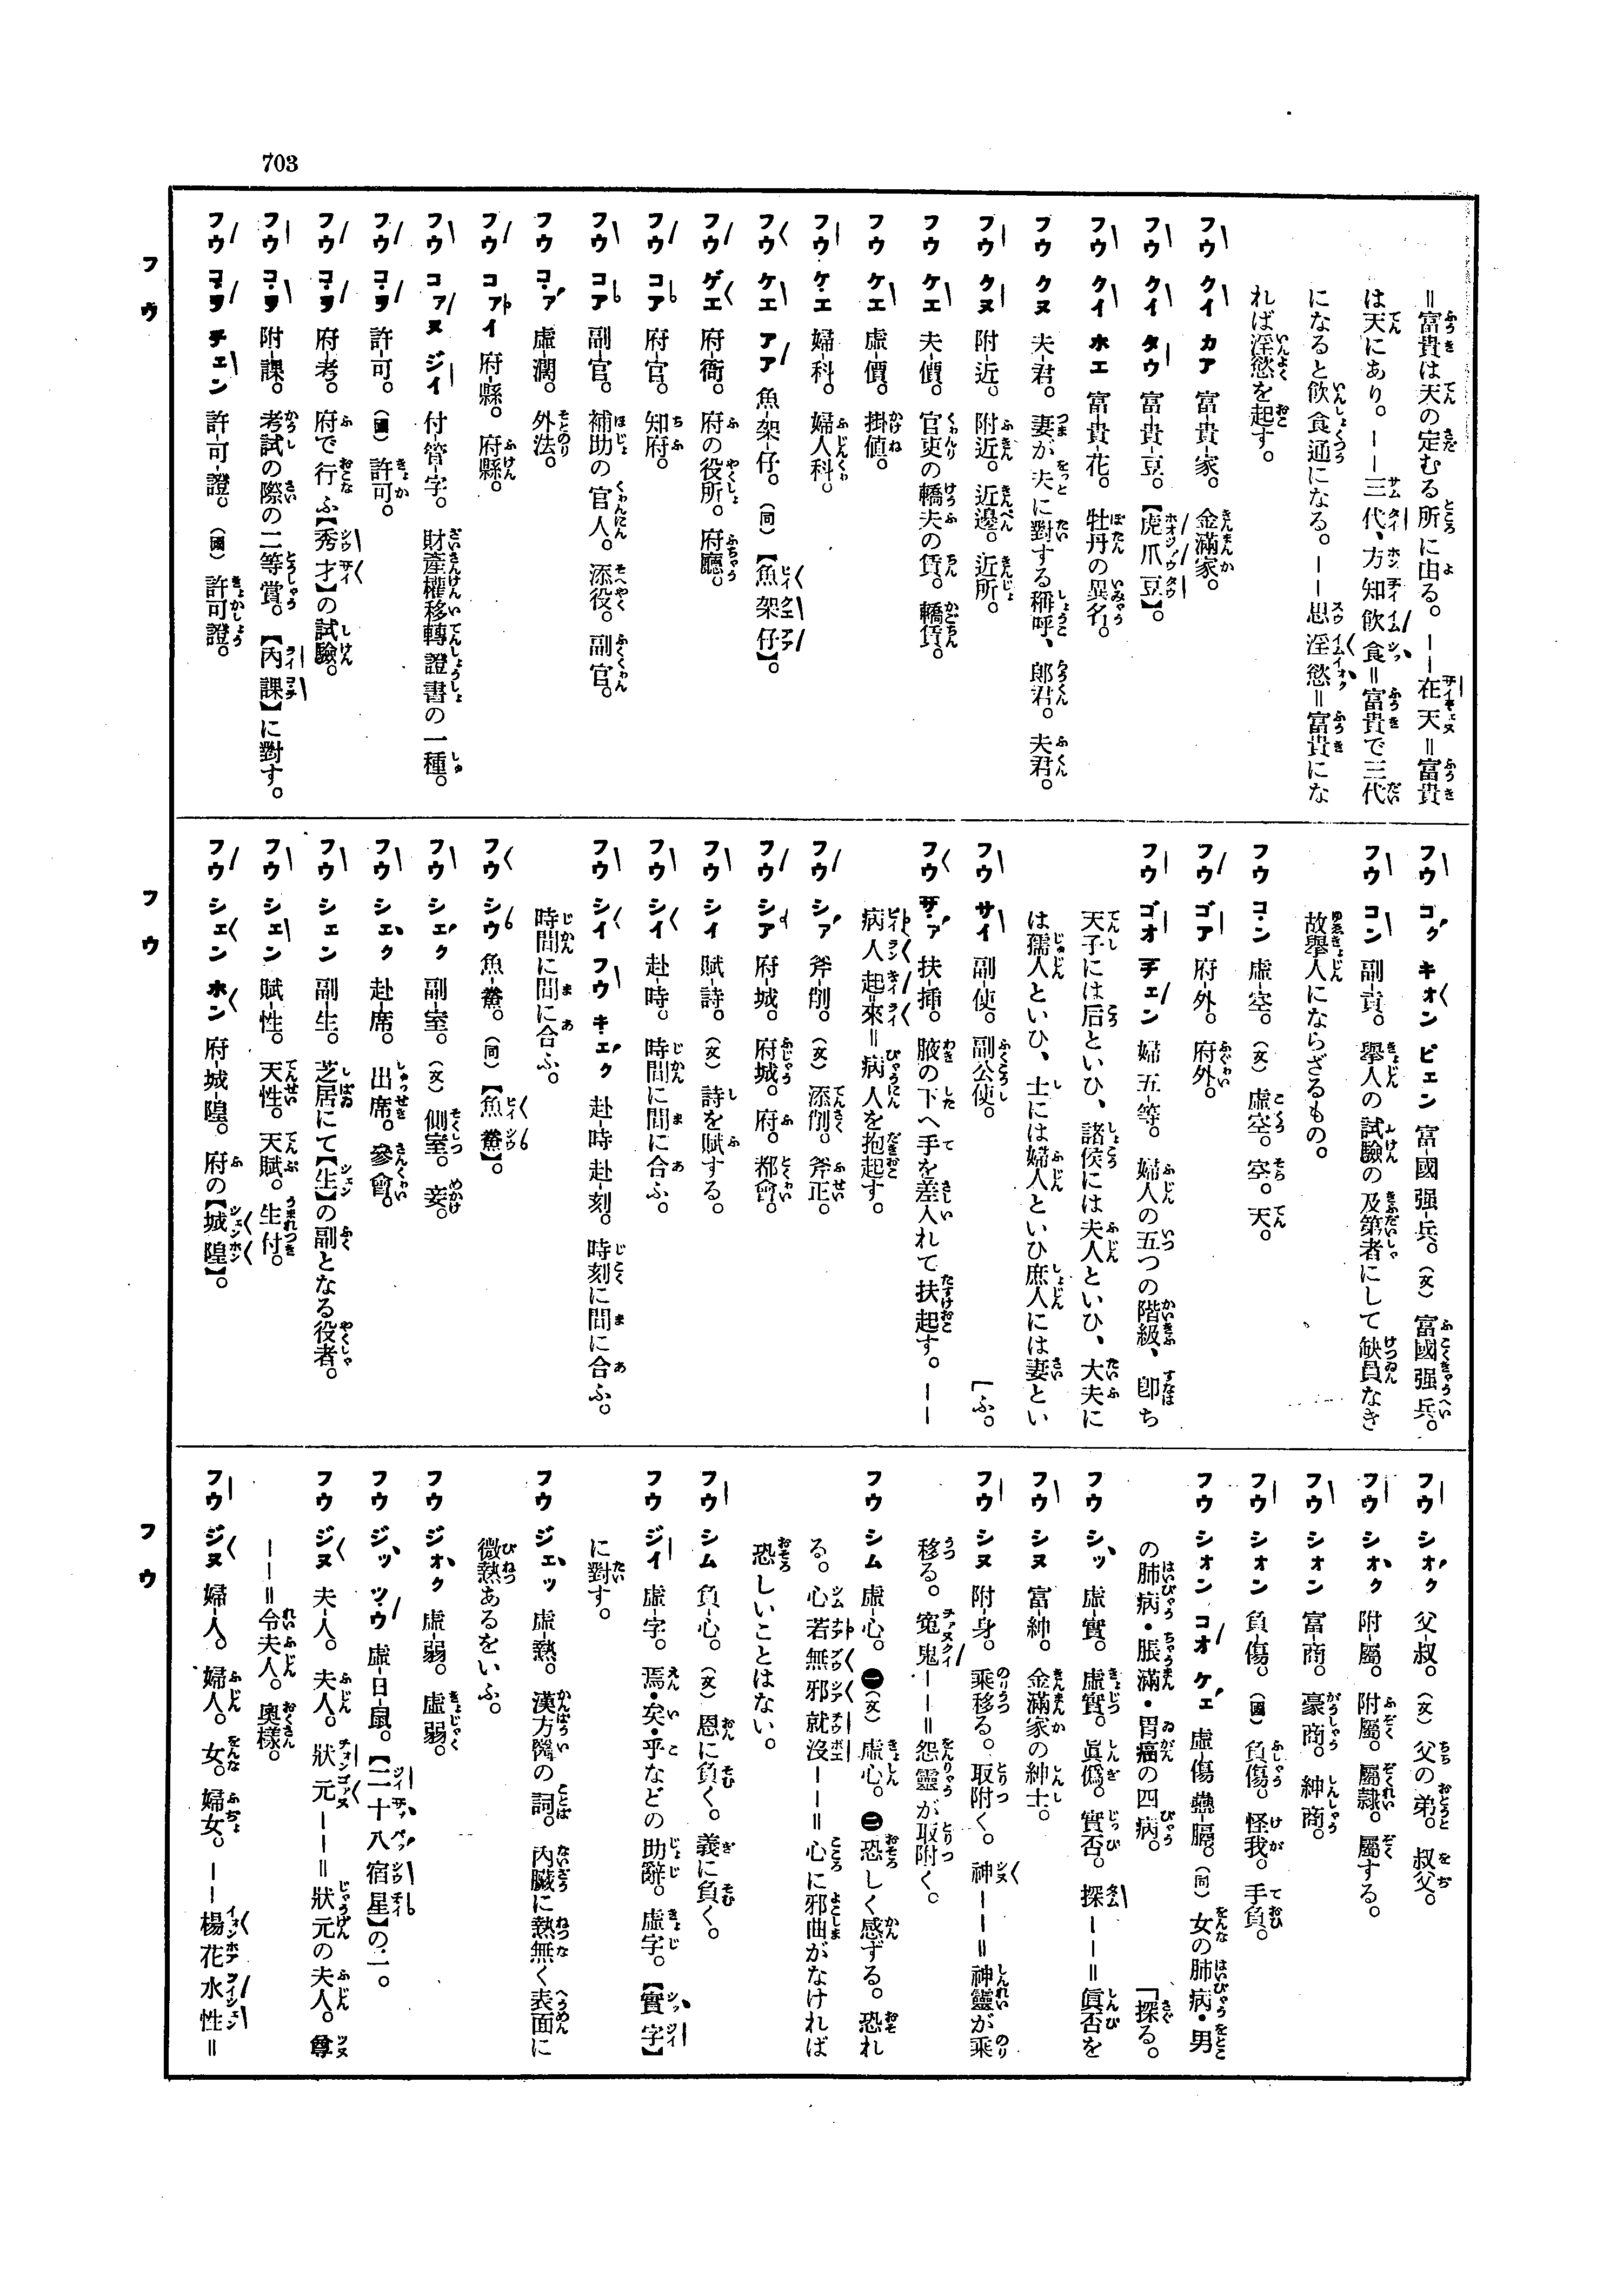 703
＝富貴は天の定むる所に由る。——在天＝富貴
は天にあり。——三代、方知飮食＝富貴で三代
になると飮食通になる。——思淫慾＝富貴にな
れば淫慾を起す。
フウ クイ カア 富-貴-家。金滿家。
フウ クイ タウ 富-貴-豆。【虎爪豆】。
フウ クイ ホエ 富-貴-花。牡丹の異名。
フウ クヌ 夫-君。妻が夫に對する稱呼、郞君。夫君。
フウ クヌ 附-近。附近。近邊。近所。
フウ ケエ 夫-價。官吏の轎夫の賃。轎賃。
フウ ケエ 虛-價。掛値。
フウ ケエ 婦-科。婦人科。
フウ ケエ アア 魚-架-仔。（同）【魚架仔】。
フウ ゲエ 府-衙。府の役所。府廳。
フウ コア 府-官。知府。
フウ コア 副-官。補助の官人。添役。副官。
フウ コァ 虛-濶。外法。
フウ コアイ 府-縣。府縣。
フウ コァヌ ジイ 付-管-字。財產權移轉證書の一種。
フウ コヲ 許-可。（國）許可。
フウ コヲ 府-考。府で行ふ【秀才】の試驗。
フウ コヲ 附-課。考試の際の二等賞。【內課】に對す。
フウ コヲ チェン 許-可-證。（國）許可證。
フウ コク キォン ピェン 富-國 强-兵。（文）富國强兵。
フウ コン 副-貢。擧人の試驗の及第者にして缺員なき
故擧人にならざるもの。
フウ コン 虛-空。（文）虛空。空。天。
フウ ゴア 府-外。府外。
フウ ゴオ チェン 婦 五-等。婦人の五つの階級、卽ち
天子には后といひ、諸侯には夫人といひ、大夫に
は孺人といひ、士には婦人といひ庶人には妻とい
フウ サイ 副-使。副公使。［ふ。
フウ ザァ 扶-揷。腋の下へ手を差入れて扶起す。——
病人起來＝病人を抱起す。
フウ シァ 斧-削。（文）添削。斧正。
フウ シア 府-城。府城。府。都會。
フウ シイ 賦-詩。（文）詩を賦する。
フウ シイ 赴-時。時間に間に合ふ。
フウ シイ フウ キェク 赴-時 赴-刻。時刻に間に合ふ。
時間に間に合ふ。
フウ シウ 魚-鯗。（同）【魚鯗】。
フウ シェク 副-室。（文）側室。妾。
フウ シェク 赴-席。出席。參會。
フウ シェン 副-生。芝居にて【生】の副となる役者。
フウ シェン 賦-性。天性。天賦。生付。
フウ シェン ホン 府-城-隍。府の【城隍】。
フウ シォク 父-叔。（文）父の弟。叔父。
フウ シォク 附-屬。附屬。屬隷。屬する。
フウ シォン 富-商。豪商。紳商。
フウ シォン 負-傷。（國）負傷。怪我。手負。
フウ シォン コオ ケェ 虛-傷 蠱-膈。（同）女の肺病・男
の肺病・脹滿・胃癌の四病。［探る。
フウ シッ 虛-實。虛實。眞僞。實否。探——＝眞否を
フウ シヌ 富-紳。金滿家の紳士。
フウ シヌ 附-身。乘移る。取附く。神——＝神靈が乘
移る。寃鬼——＝怨靈が取附く。
フウ シム 虛-心。㊀（文）虛心。㊁恐しく感ずる。恐れ
る。心若無邪就沒——＝心に邪曲がなければ
恐しいことはない。
フウ シム 負-心。（文）恩に負く。義に負く。
フウ ジイ 虛-字。焉・矣・乎などの助辭。虛字。【實字】
に對す。
フウ ジェッ 虛-熱。漢方醫の詞。內臟に熱無く表面に
微熱あるをいふ。
フウ ジォク 虛-弱。虛弱。
フウ ジッ ツウ 虛-日-鼠。【二十八宿星】の一。
フウ ジヌ 夫-人。夫人。狀元——＝狀元の夫人。尊
——＝令夫人。奥樣。
フウ ジヌ 婦-人。婦人。女。婦女。——楊花水性＝
フウ
フウ
フウ